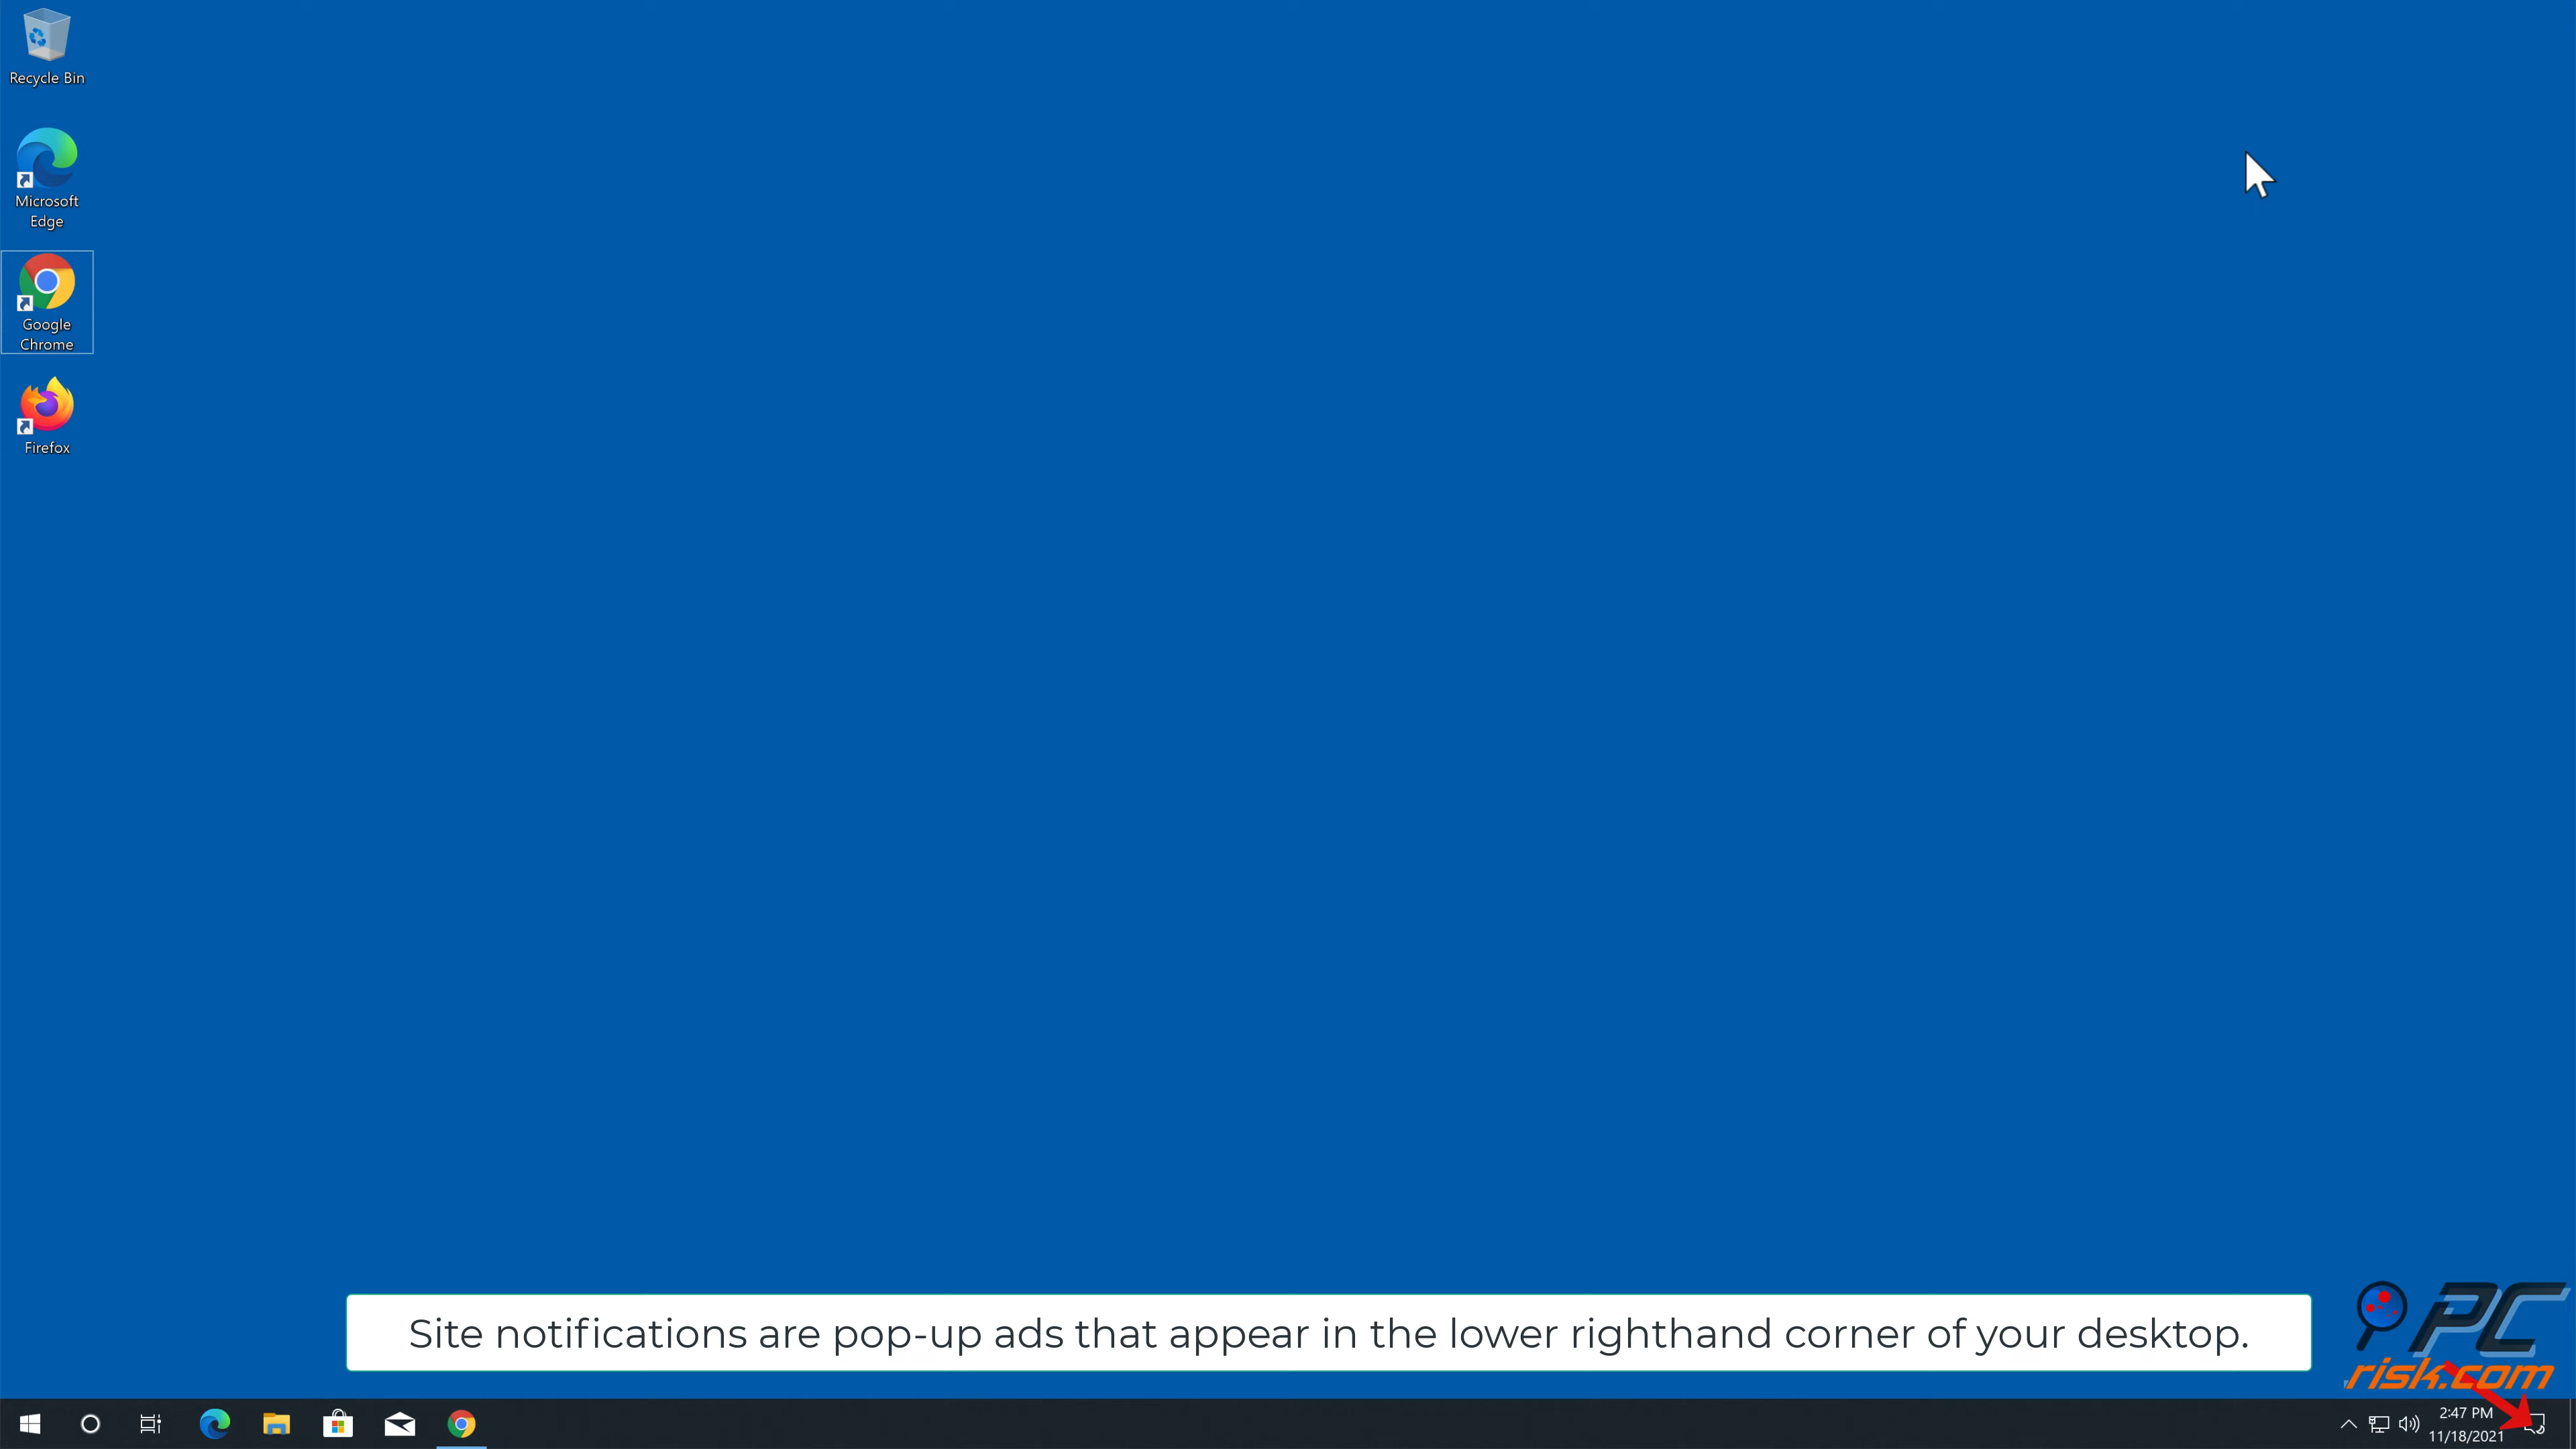 Recycle Bin
Microsoft
Edge
Google
Chrome
Firefox
Site notifications are pop-up ads that appear in the lower righthand corner of your desktop.
PC
risk.com
2:47 PM
11/18/2021